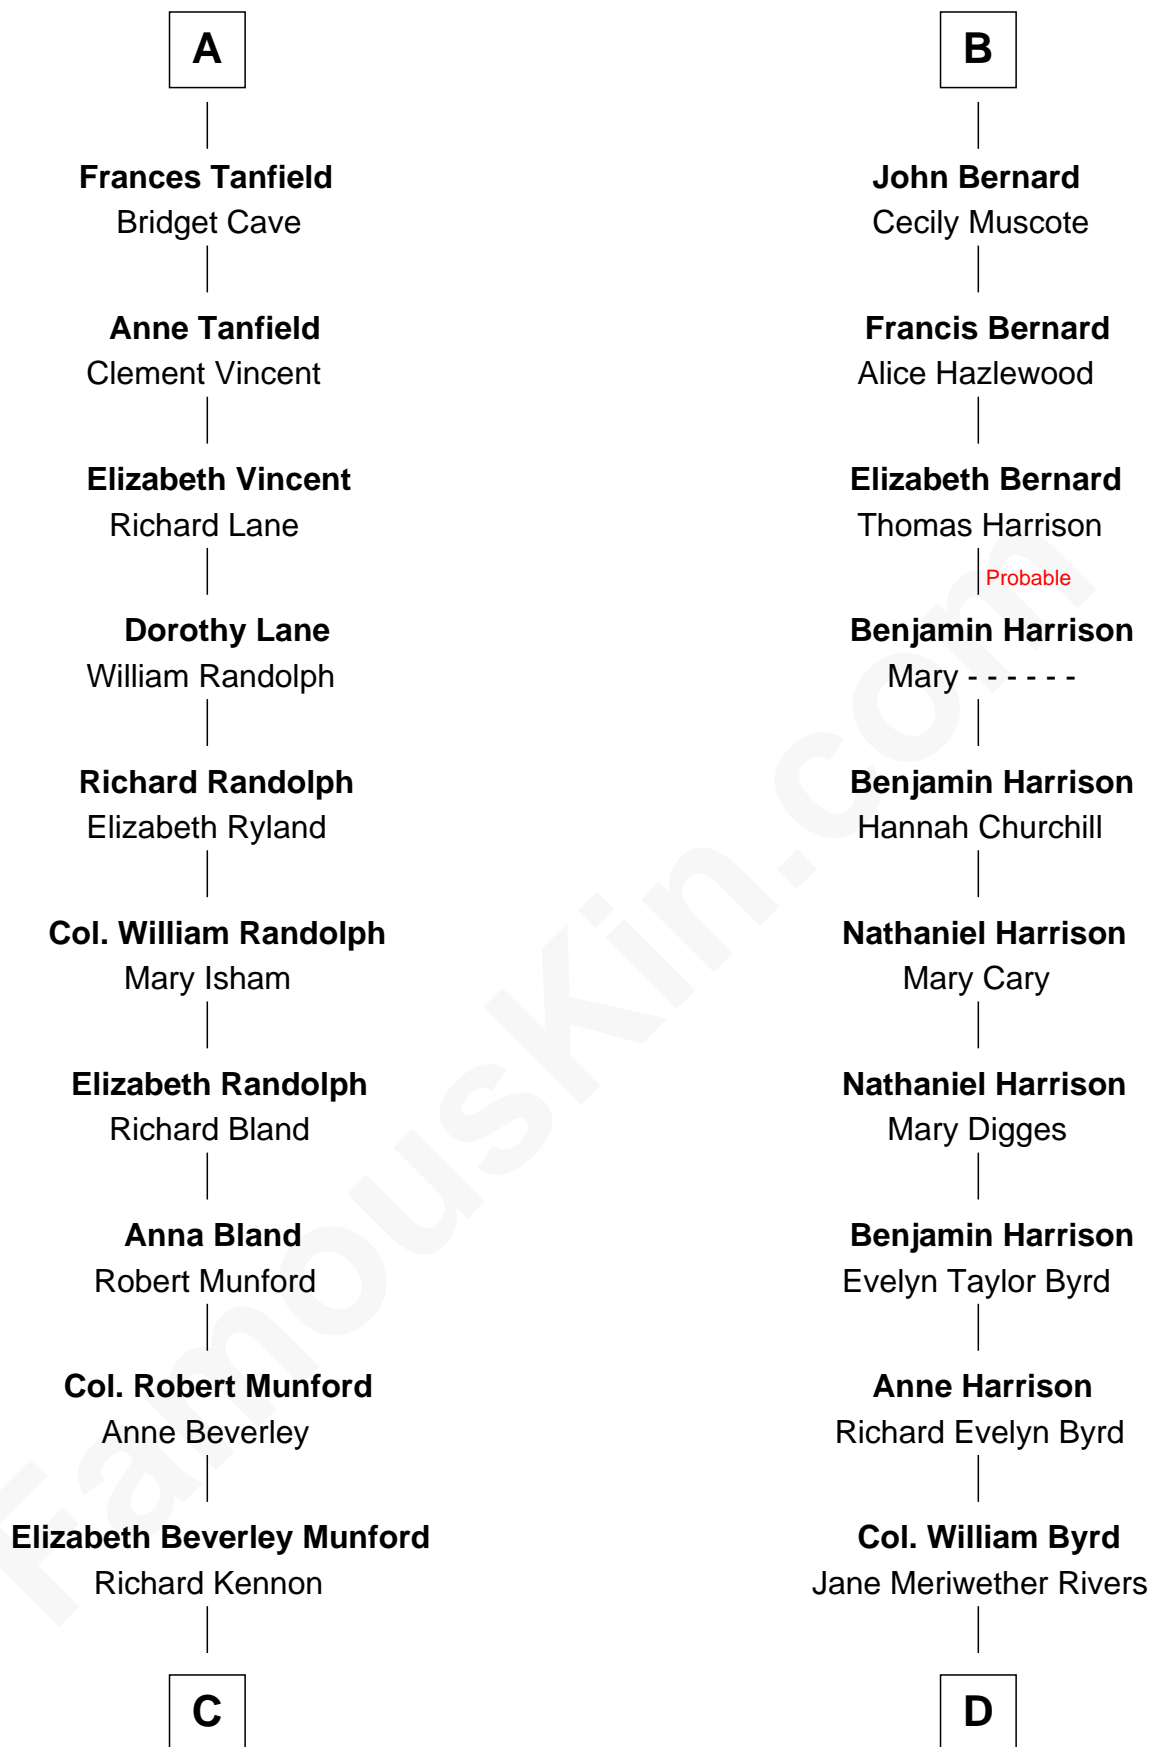 A
Frances Tanfield
Bridget Cave
Anne Tanfield
Clement Vincent
Elizabeth Vincent
Richard Lane
Dorothy Lane
William Randolph
Richard Randolph
Elizabeth Ryland
Col. William Randolph
Mary Isham
Elizabeth Randolph
Richard Bland
Anna Bland
Robert Munford
Col. Robert Munford
Anne Beverley
Elizabeth Beverley Munford
Richard Kennon
C
B
John Bernard
Cecily Muscote
Francis Bernard
Alice Hazlewood
Elizabeth Bernard
Thomas Harrison
Probable
Benjamin Harrison
Mary - - - - - -
Benjamin Harrison
Hannah Churchill
Nathaniel Harrison
Mary Cary
Nathaniel Harrison
Mary Digges
Benjamin Harrison
Evelyn Taylor Byrd
Anne Harrison
Richard Evelyn Byrd
Col. William Byrd
Jane Meriwether Rivers
D
FamousKin.com